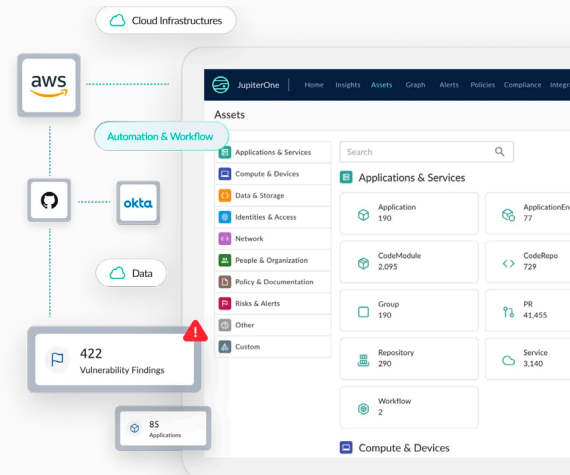 Cloud Infrastructures
aws
JupiterOne
Home
Insights
Assets
Graph
Alerts
Policies
Compliance
Integr
Assets
Automation & Workflow
Applications & Services
Compute & Devices
Data & Storage
Identities & Access
Network
People & Organization
Policy & Documentation
Risks & Alerts
Other
Custom
okta
Data
422
Vulnerability Findings
85
Applications
Search
Applications & Services
Application
190
ApplicationEn
77
CodeModule
2,095
CodeRepo
729
Group
190
PR
41,455
Repository
290
Service
3,140
Workflow
2
Compute & Devices